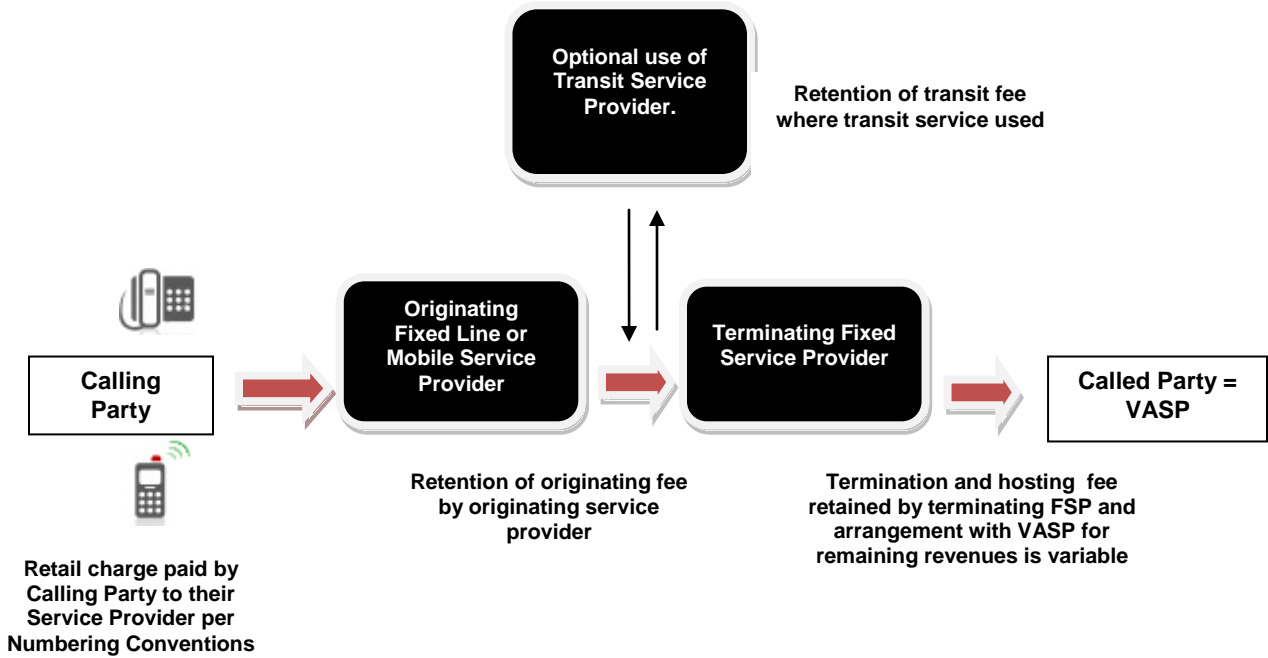 Optional use of
Transit Service
Provider.
Retention of transit fee
where transit service used
Originating
Fixed Line or
Mobile Service
Provider
Terminating Fixed
Service Provider
Calling
Party
Called Party =
VASP
Retention of originating fee
by originating service
provider
Termination and hosting  fee
retained by terminating FSP and
arrangement with VASP for
remaining revenues is variable
Retail charge paid by
Calling Party to their
Service Provider per
Numbering Conventions